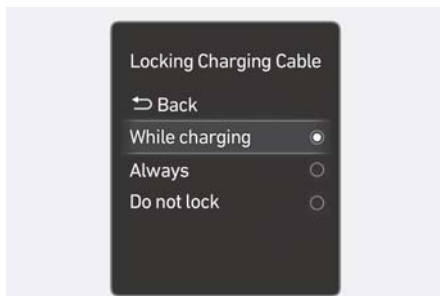 Locking Charging Cable
Back
While charging
Always
Do not lock